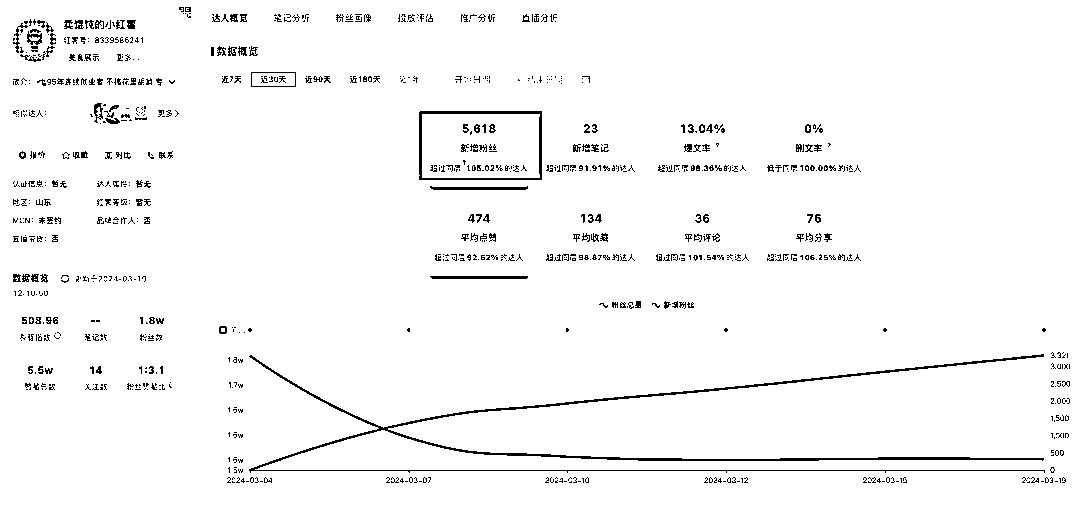 卖馄饨的小红薯
红客号: 8339586241
美食展示 更多..
简介: 95年连续创业者 不搞花里胡哨 专
相似达人: 更多
报价 收藏 对比 联系
认证信息: 暂无 达人属性: 暂无
地区: 山东 红客等级: 暂无
MCN: 未签约 品牌合作人: 否
直播带货: 否
数据概览 更新于2024-03-19
12:10:50
508.96 -- 1.8w
笔记数 粉丝数
5.5w 14 1:3.1
赞藏总数 关注数 粉丝赞藏比
达人概览 笔记分析 粉丝画像 投放评估 推广分析 直播分析
数据概览
近7天 近30天 近90天 近180天 近1年 开始日期 结束日期
5,618 23 13.04% 0%
新增粉丝 新增笔记 爆文率 ? 删文率 ?
超过同层 105.02% 的达人 超过同层 91.91% 的达人 超过同层 98.36% 的达人 低于同层 100.00% 的达人
474 134 36 76
平均点赞 平均收藏 平均评论 平均分享
超过同层 92.62% 的达人 超过同层 98.87% 的达人 超过同层 101.54% 的达人 超过同层 106.25% 的达人
粉丝总量 新增粉丝
1.8w 3,321
3,000
1.7w 2,500
1.6w 2,000
1,500
1.6w 1,000
1.6w 500
1.5w 0
2024-03-04 2024-03-07 2024-03-10 2024-03-12 2024-03-15 2024-03-19